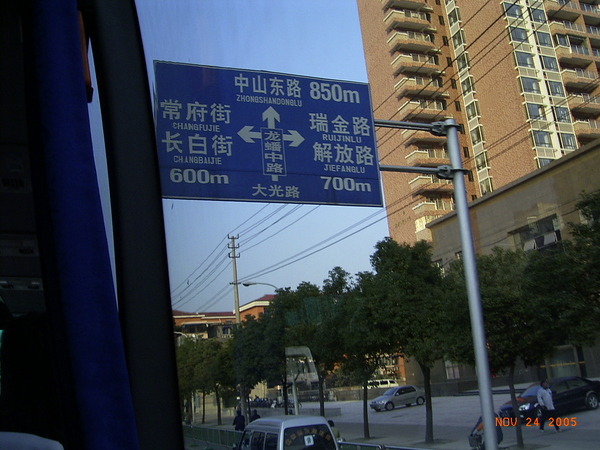 中山东路 850m
ZHONGSHANDONGLU
常府街
CHANGFUJIE
长白街
CHANGBAIJIE
600m
龙蟠中路
瑞金路
RUIJINLU
解放路
JIEFANGLU
700m
大光路
NOV 24 2005